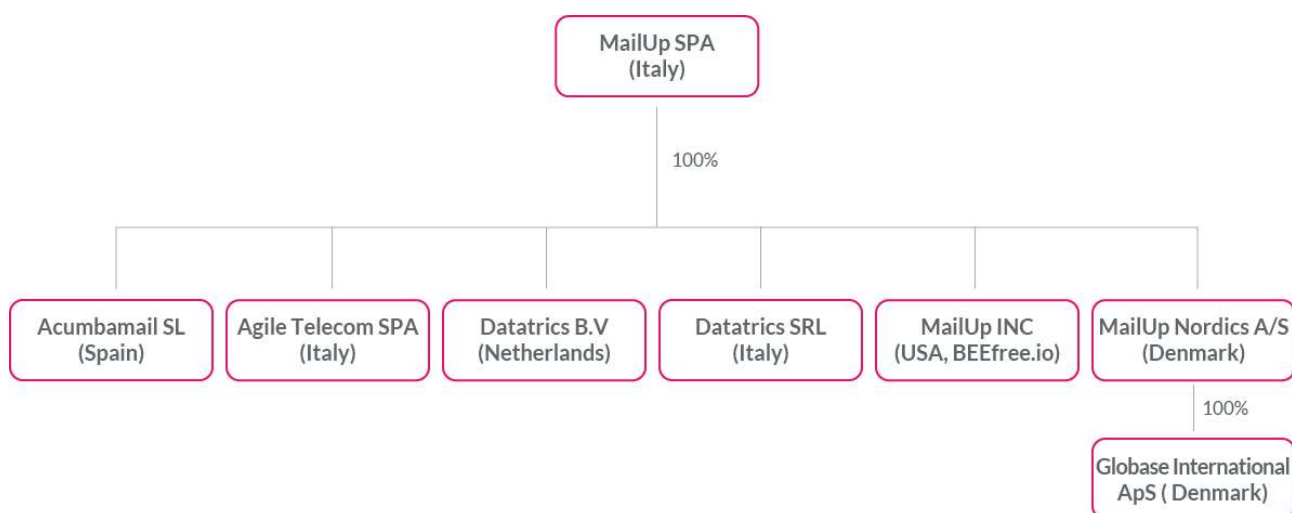 MailUp SPA
(Italy)
100%
Acumbamail SL
(Spain)
Agile Telecom SPA
(Italy)
Datatrics B.V
(Netherlands)
Datatrics SRL
(Italy)
MailUp INC
(USA, BEEfree.io)
MailUp Nordics A/S
(Denmark)
100%
Globase International
ApS ( Denmark)